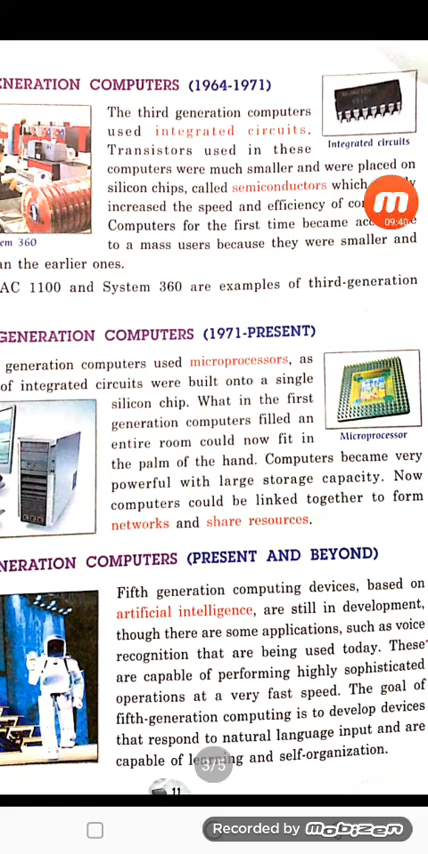 ENERATION COMPUTERS (1964-1971)
The third generation computers
used integrated circuits.
Transistors used in these
Integrated circuits
computers were much smaller and were placed on
silicon chips, called semiconductors which
increased the speed and efficiency of
09:40
Computers for the first time became
em 360
to a mass users because they were smaller and
an the earlier ones.
AC 1100 and System 360 are examples of third-generation
GENERATION COMPUTERS (1971-PRESENT)
generation computers used microprocessors, as
of integrated circuits were built onto a single
silicon chip. What in the first
generation computers filled an
entire room could now fit in
Microprocessor
the palm of the hand. Computers became very
powerful with large storage capacity. Now
computers could be linked together to form
networks and share resources.
NERATION COMPUTERS (PRESENT AND BEYOND)
Fifth generation computing devices, based on
artificial intelligence, are still in development,
though there are some applications, such as voice
recognition that are being used today. These
are capable of performing highly sophisticated
operations at a very fast speed. The goal of
fifth-generation computing is to develop devices
that respond to natural language input and are
capable of learning and self-organization.
3/5
11
Recorded by Mobizen